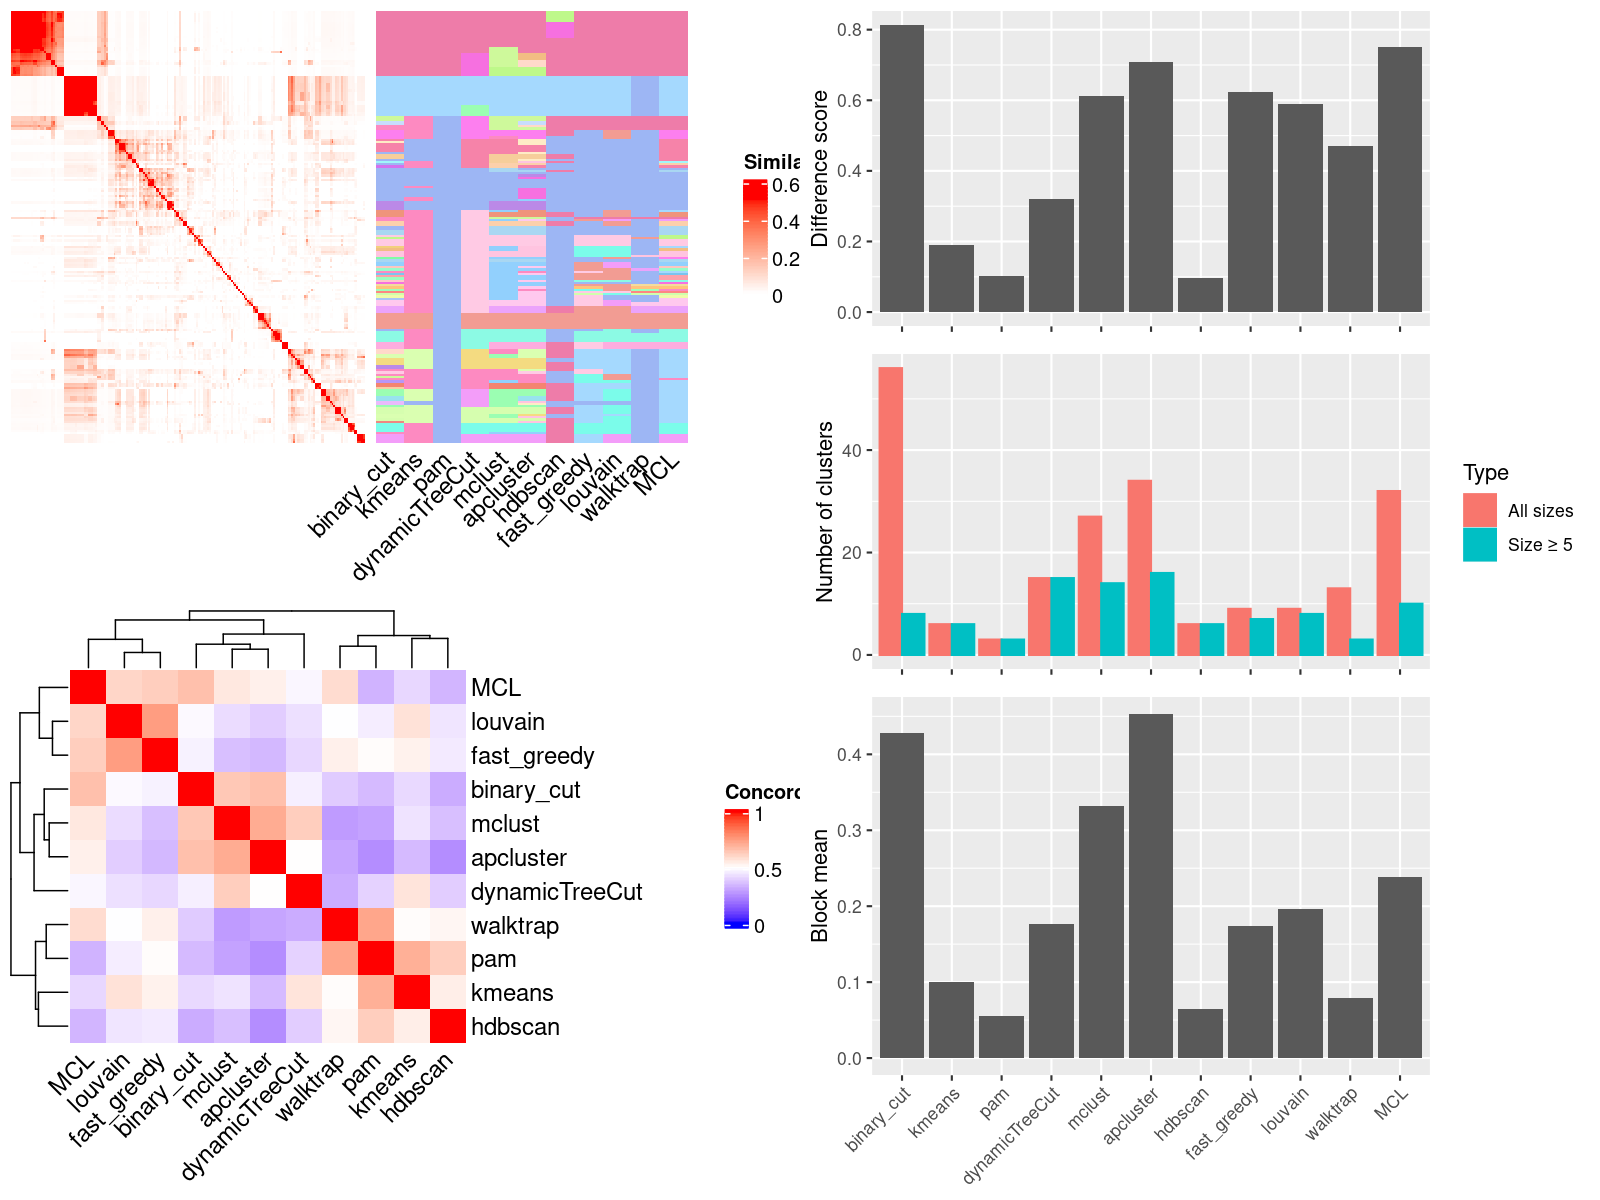 Simila
0.6
0.4
0.2
0
binary_cut
kmeans
pam
dynamicTreeCut
mclust
apcluster
hdbscan
fast_greedy
louvain
walktrap
MCL
MCL
louvain
fast_greedy
binary_cut
mclust
apcluster
dynamicTreeCut
walktrap
pam
kmeans
hdbscan
MCL
louvain
fast_greedy
binary_cut
mclust
apcluster
dynamicTreeCut
walktrap
pam
kmeans
hdbscan
Concord
1
0.5
0
Difference score
0.8
0.6
0.4
0.2
0.0
Number of clusters
40
20
0
Type
All sizes
Size ≥ 5
Block mean
0.4
0.3
0.2
0.1
0.0
binary_cut
kmeans
pam
dynamicTreeCut
mclust
apcluster
hdbscan
fast_greedy
louvain
walktrap
MCL